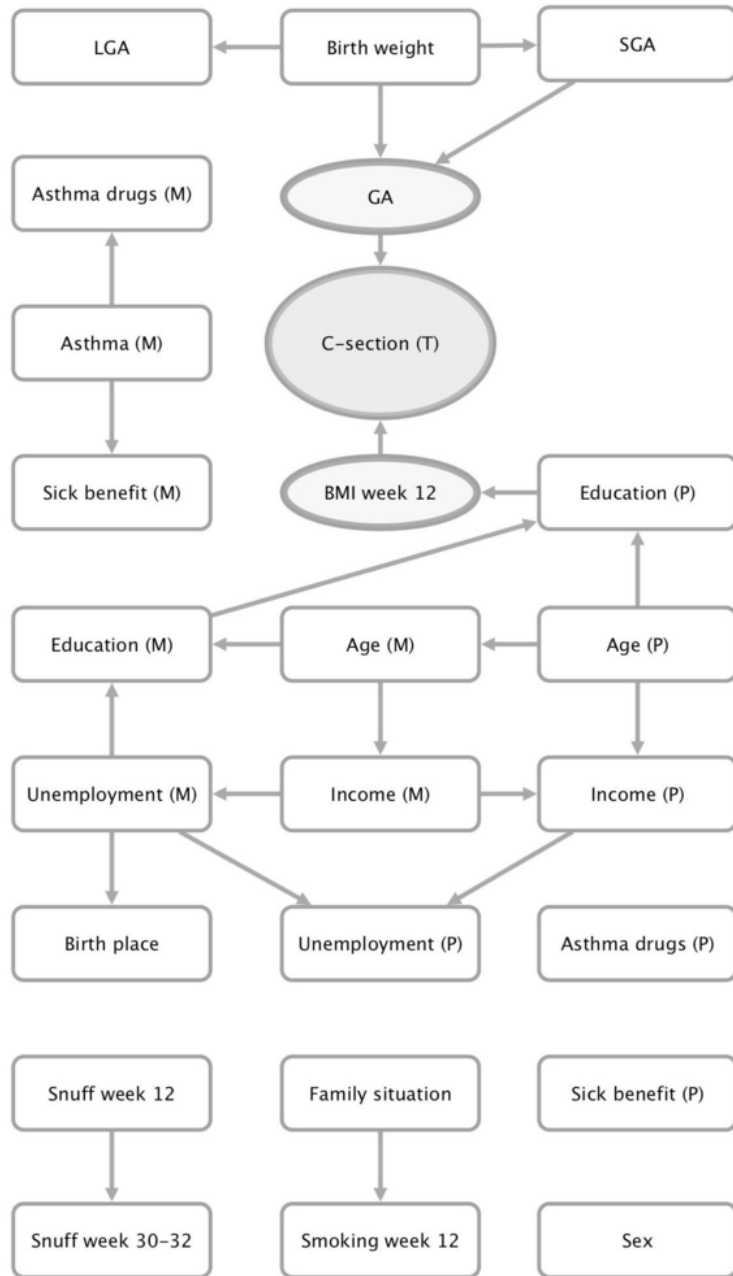 LGA
Birth weight
SGA
Asthma drugs (M)
GA
Asthma (M)
C-section (T)
Sick benefit (M)
BMI week 12
Education (P)
Education (M)
Age (M)
Age (P)
Unemployment (M)
Income (M)
Income (P)
Birth place
Unemployment (P)
Asthma drugs (P)
Snuff week 12
Family situation
Sick benefit (P)
Snuff week 30-32
Smoking week 12
Sex